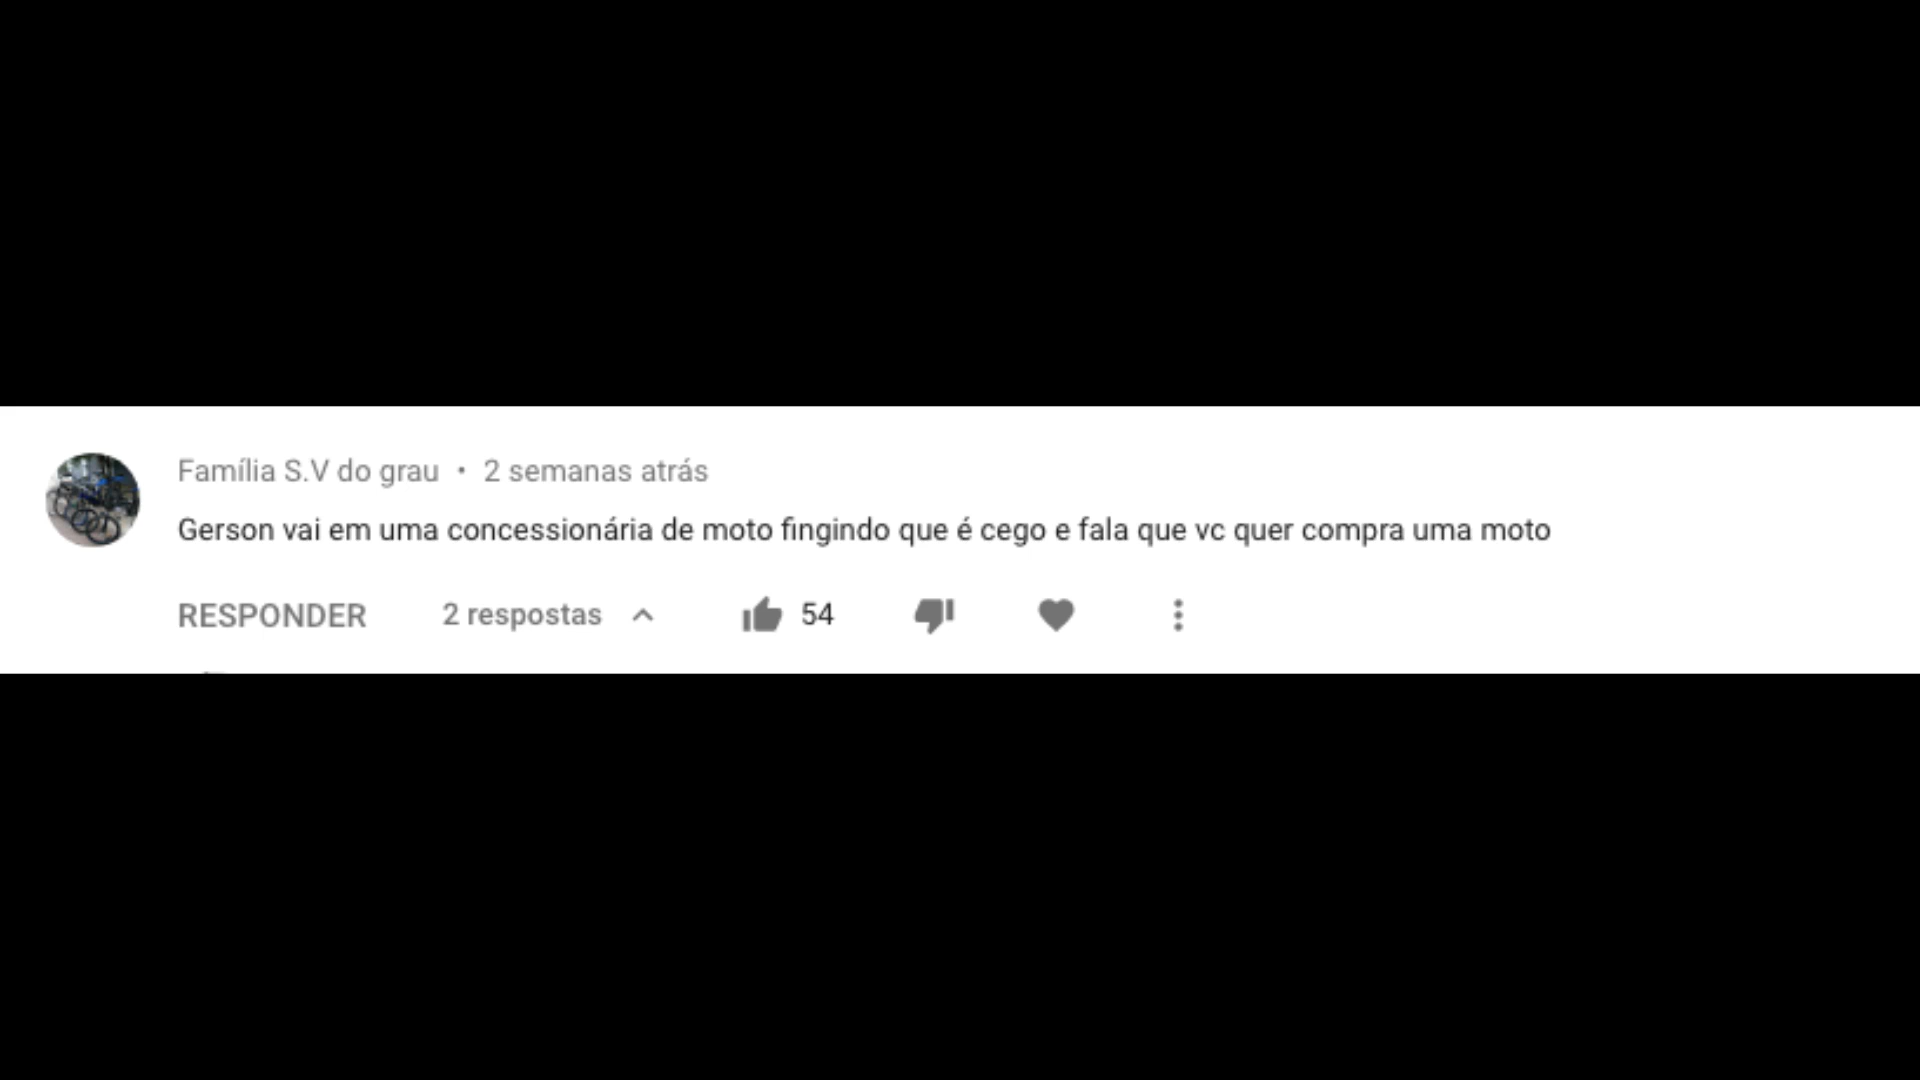 Família S.V do grau • 2 semanas atrás
Gerson vai em uma concessionária de moto fingindo que é cego e fala que vc quer compra uma moto
RESPONDER 2 respostas 54